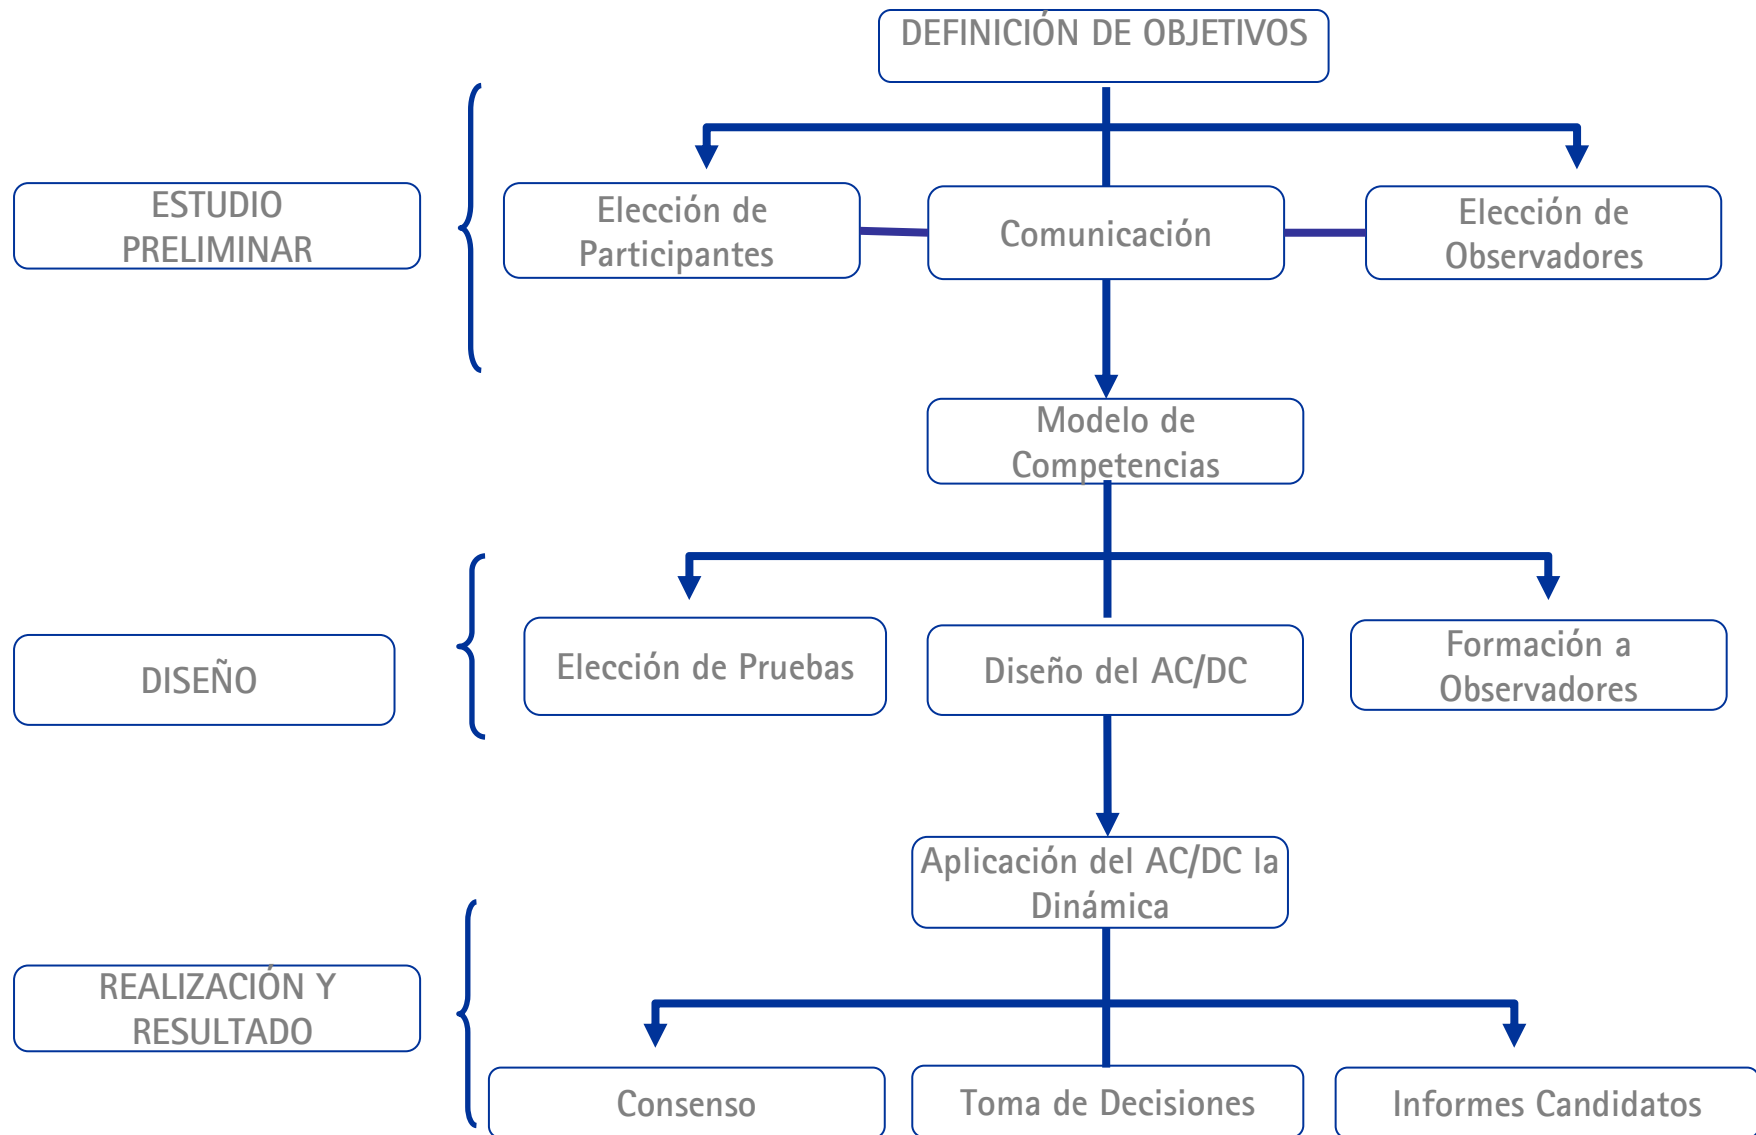 DEFINICIÓN DE OBJETIVOS
ESTUDIO
PRELIMINAR
Elección de
Participantes
Comunicación
Elección de
Observadores
Modelo de
Competencias
DISEÑO
Elección de Pruebas
Diseño del AC/DC
Formación a
Observadores
Aplicación del AC/DC la
Dinámica
REALIZACIÓN Y
RESULTADO
Consenso
Toma de Decisiones
Informes Candidatos